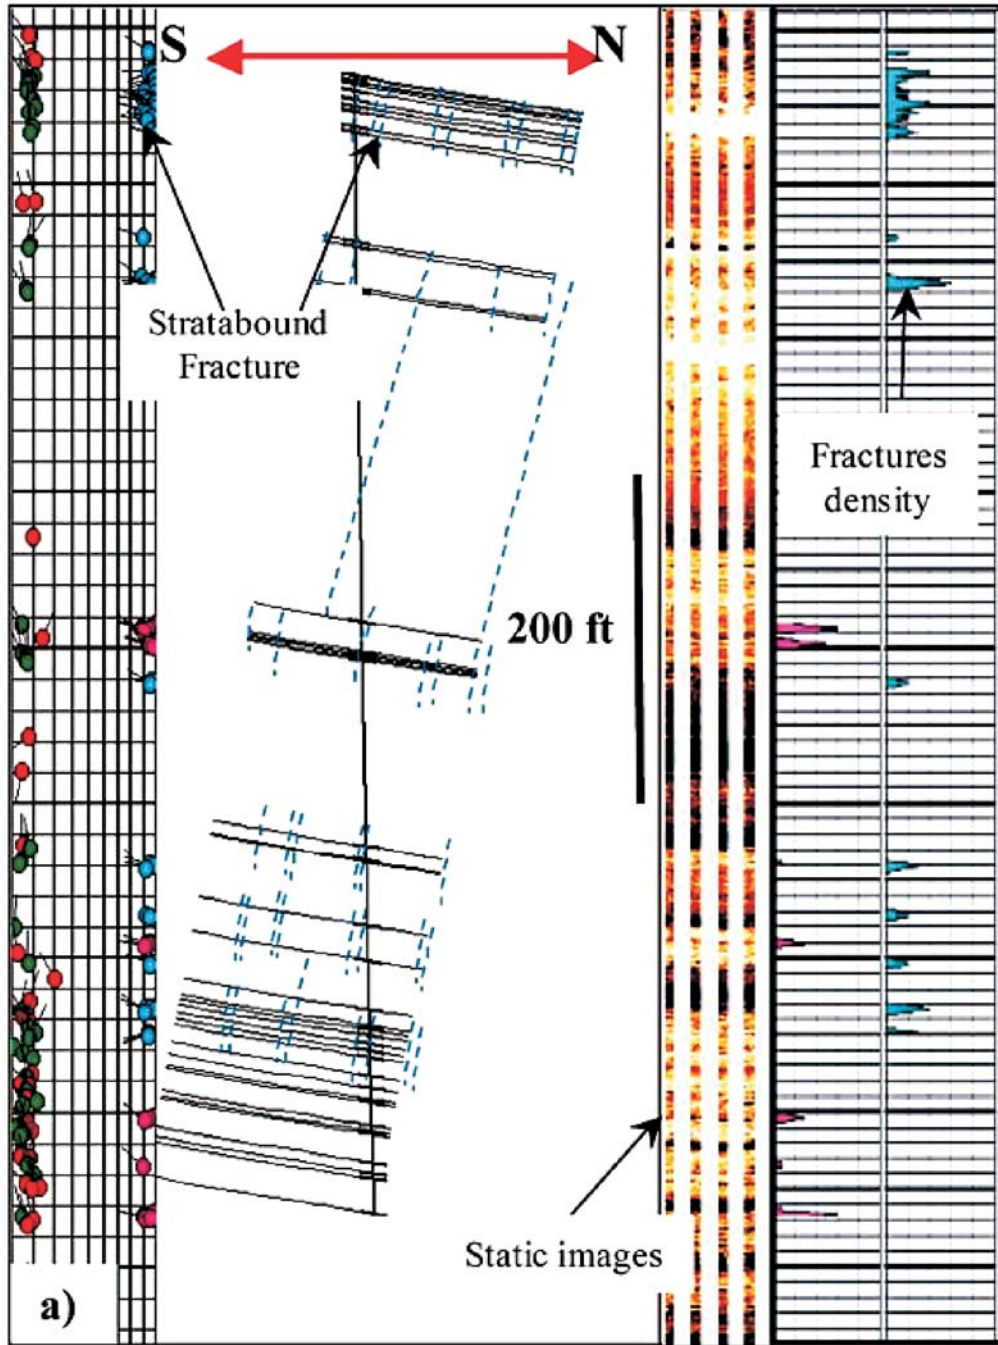 S N
Stratabound
Fracture
Fractures
density
200 ft
Static images
a)